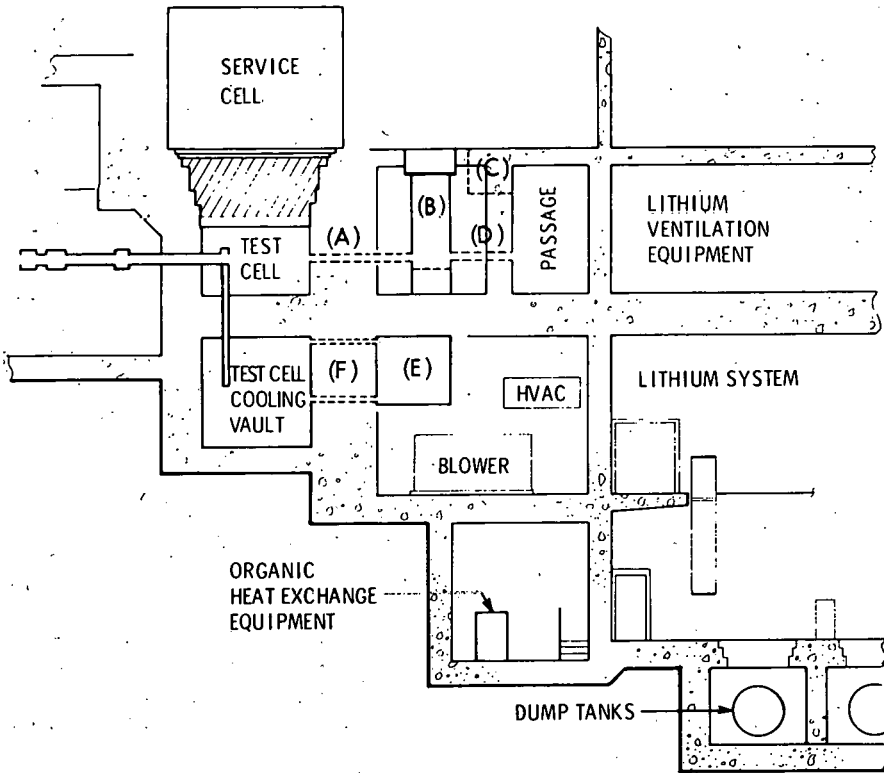 SERVICE
CELL
(C)
(B)
PASSAGE
LITHIUM
VENTILATION
EQUIPMENT
(A)
(D)
TEST
CELL
TEST CELL
COOLING
VAULT
(F)
(E)
HVAC
LITHIUM SYSTEM
BLOWER
ORGANIC
HEAT EXCHANGE
EQUIPMENT
DUMP TANKS